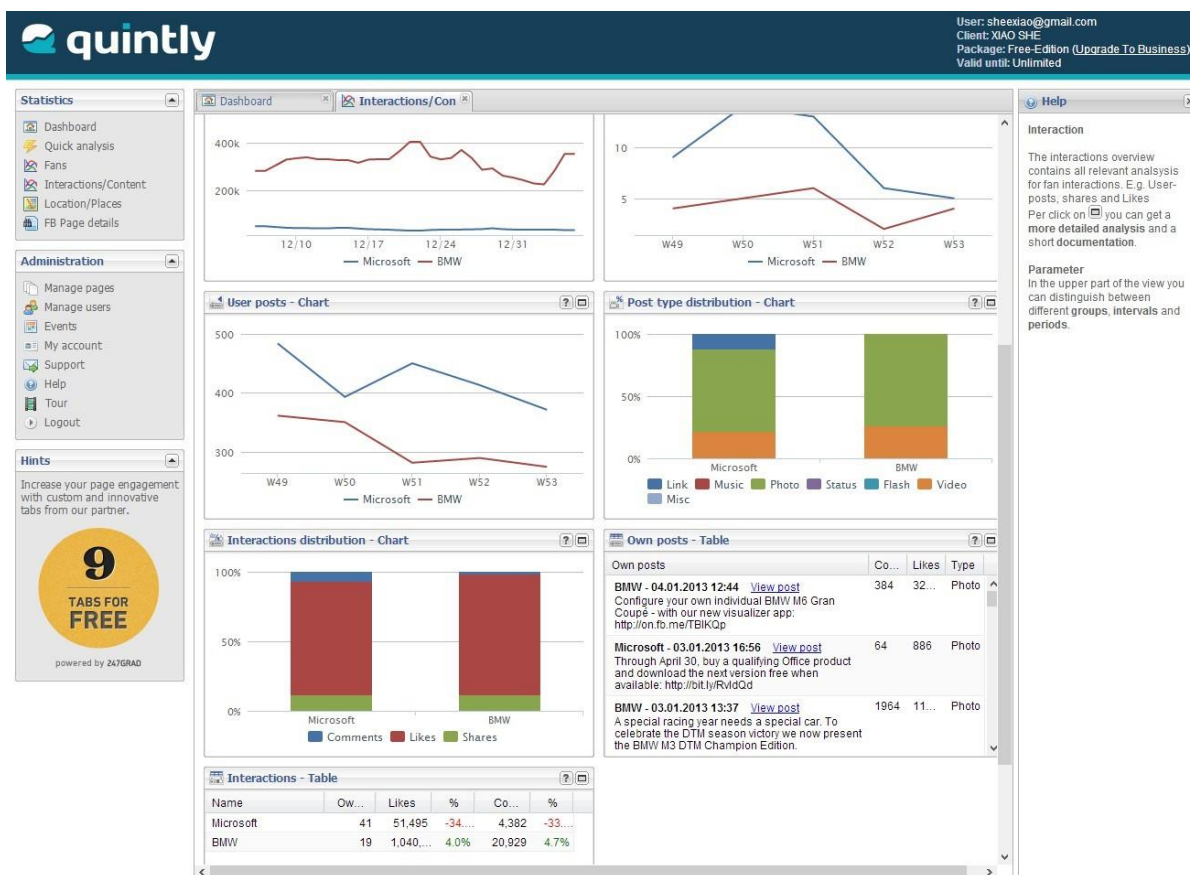 quintly
User: sheexiao@gmail.com
Client: XIAO SHE
Package: Free-Edition (Upgrade To Business)
Valid until: Unlimited
Statistics
Dashboard
Quick analysis
Fans
Interactions/Content
Location/Places
FB Page details
Administration
Manage pages
Manage users
Events
My account
Support
Help
Tour
Logout
Hints
Increase your page engagement
with custom and innovative
tabs from our partner.
9
TABS FOR
FREE
powered by 247GRAD
Dashboard
Interactions/Con
400k
200k
12/10 12/17 12/24 12/31
Microsoft BMW
10
5
W49 W50 W51 W52 W53
Microsoft BMW
User posts - Chart
500
400
300
W49 W50 W51 W52 W53
Microsoft BMW
Post type distribution - Chart
100%
50%
0%
Microsoft BMW
Link Music Photo Status Flash Video
Misc
Interactions distribution - Chart
100%
50%
0%
Microsoft BMW
Comments Likes Shares
Own posts - Table
Own posts Co... Likes Type
BMW - 04.01.2013 12:44 View post 384 32... Photo
Configure your own individual BMW M6 Gran
Coupé - with our new visualizer app:
http://on.fb.me/TBIKQp
Microsoft - 03.01.2013 16:56 View post 64 886 Photo
Through April 30, buy a qualifying Office product
and download the next version free when
available: http://bit.ly/RvIdQd
BMW - 03.01.2013 13:37 View post 1964 11... Photo
A special racing year needs a special car. To
celebrate the DTM season victory we now present
the BMW M3 DTM Champion Edition.
Interactions - Table
Name Ow... Likes % Co... %
Microsoft 41 51,495 -34.... 4,382 -33....
BMW 19 1,040,... 4.0% 20,929 4.7%
Help
Interaction
The interactions overview
contains all relevant analsysis
for fan interactions. E.g. User-
posts, shares and Likes
Per click on you can get a
more detailed analysis and a
short documentation.
Parameter
In the upper part of the view you
can distinguish between
different groups, intervals and
periods.